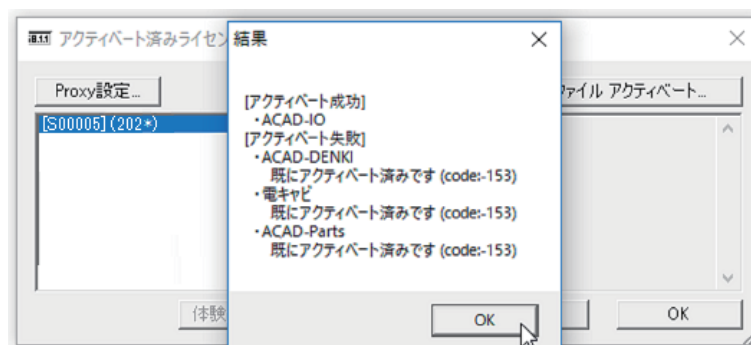 アクティベート済みライセン
結果
Proxy設定...
ファイル アクティベート...
[S00005] (202*)
[アクティベート成功]
・ACAD-IO
[アクティベート失敗]
・ACAD-DENKI
既にアクティベート済みです (code:-153)
・電キャビ
既にアクティベート済みです (code:-153)
・ACAD-Parts
既にアクティベート済みです (code:-153)
体験
OK
OK